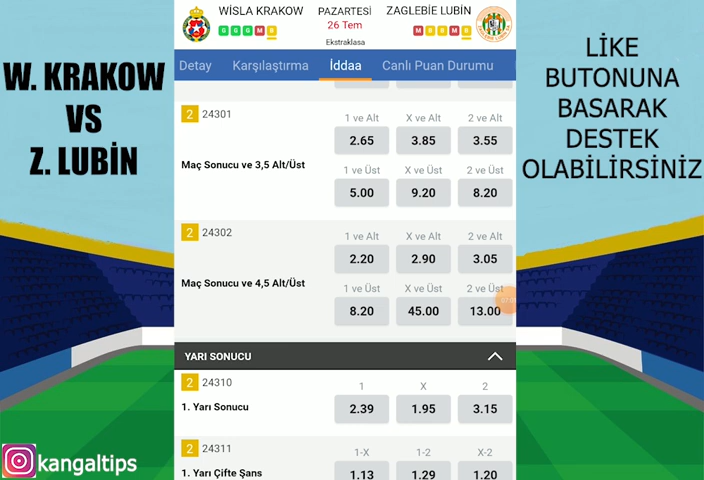 W. KRAKOW
VS
Z. LUBİN
WİSLA KRAKOW
PAZARTESİ
ZAGLEBİE LUBİN
G G G M B
26 Tem
M B B M B
Ekstraklasa
Detay
Karşılaştırma
İddaa
Canlı Puan Durumu
2 24301
1 ve Alt
X ve Alt
2 ve Alt
2.65
3.85
3.55
Maç Sonucu ve 3,5 Alt/Üst
1 ve Üst
X ve Üst
2 ve Üst
5.00
9.20
8.20
2 24302
1 ve Alt
X ve Alt
2 ve Alt
2.20
2.90
3.05
Maç Sonucu ve 4,5 Alt/Üst
1 ve Üst
X ve Üst
2 ve Üst
8.20
45.00
13.00
YARI SONUCU
2 24310
1
X
2
1. Yarı Sonucu
2.39
1.95
3.15
2 24311
1-X
1-2
X-2
1. Yarı Çifte Şans
1.13
1.29
1.20
LİKE
BUTONUNA
BASARAK
DESTEK
OLABİLİRSİNİZ
kangaltips